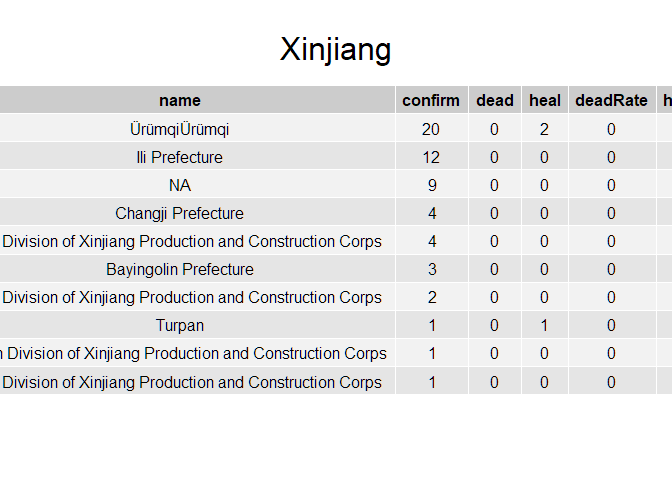 Xinjiang
name confirm dead heal deadRate
ÜrümqiÜrümqi 20 0 2 0
Ili Prefecture 12 0 0 0
NA 9 0 0 0
Changji Prefecture 4 0 0 0
Division of Xinjiang Production and Construction Corps 4 0 0 0
Bayingolin Prefecture 3 0 0 0
Division of Xinjiang Production and Construction Corps 2 0 0 0
Turpan 1 0 1 0
Division of Xinjiang Production and Construction Corps 1 0 0 0
Division of Xinjiang Production and Construction Corps 1 0 0 0